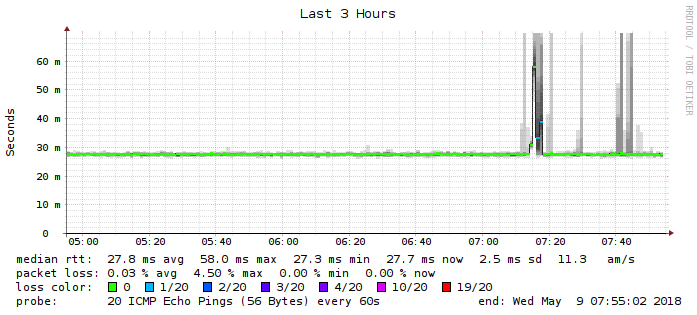 Last 3 Hours
RRDTOOL / TOBI OETIKER
Seconds
60 m
50 m
40 m
30 m
20 m
10 m
0
05:00 05:20 05:40 06:00 06:20 06:40 07:00 07:20 07:40
median rtt: 27.8 ms avg 58.0 ms max 27.3 ms min 27.7 ms now 2.5 ms sd 11.3 am/s
packet loss: 0.03 % avg 4.50 % max 0.00 % min 0.00 % now
loss color: 0 1/20 2/20 3/20 4/20 10/20 19/20
probe: 20 ICMP Echo Pings (56 Bytes) every 60s end: Wed May 9 07:55:02 2018